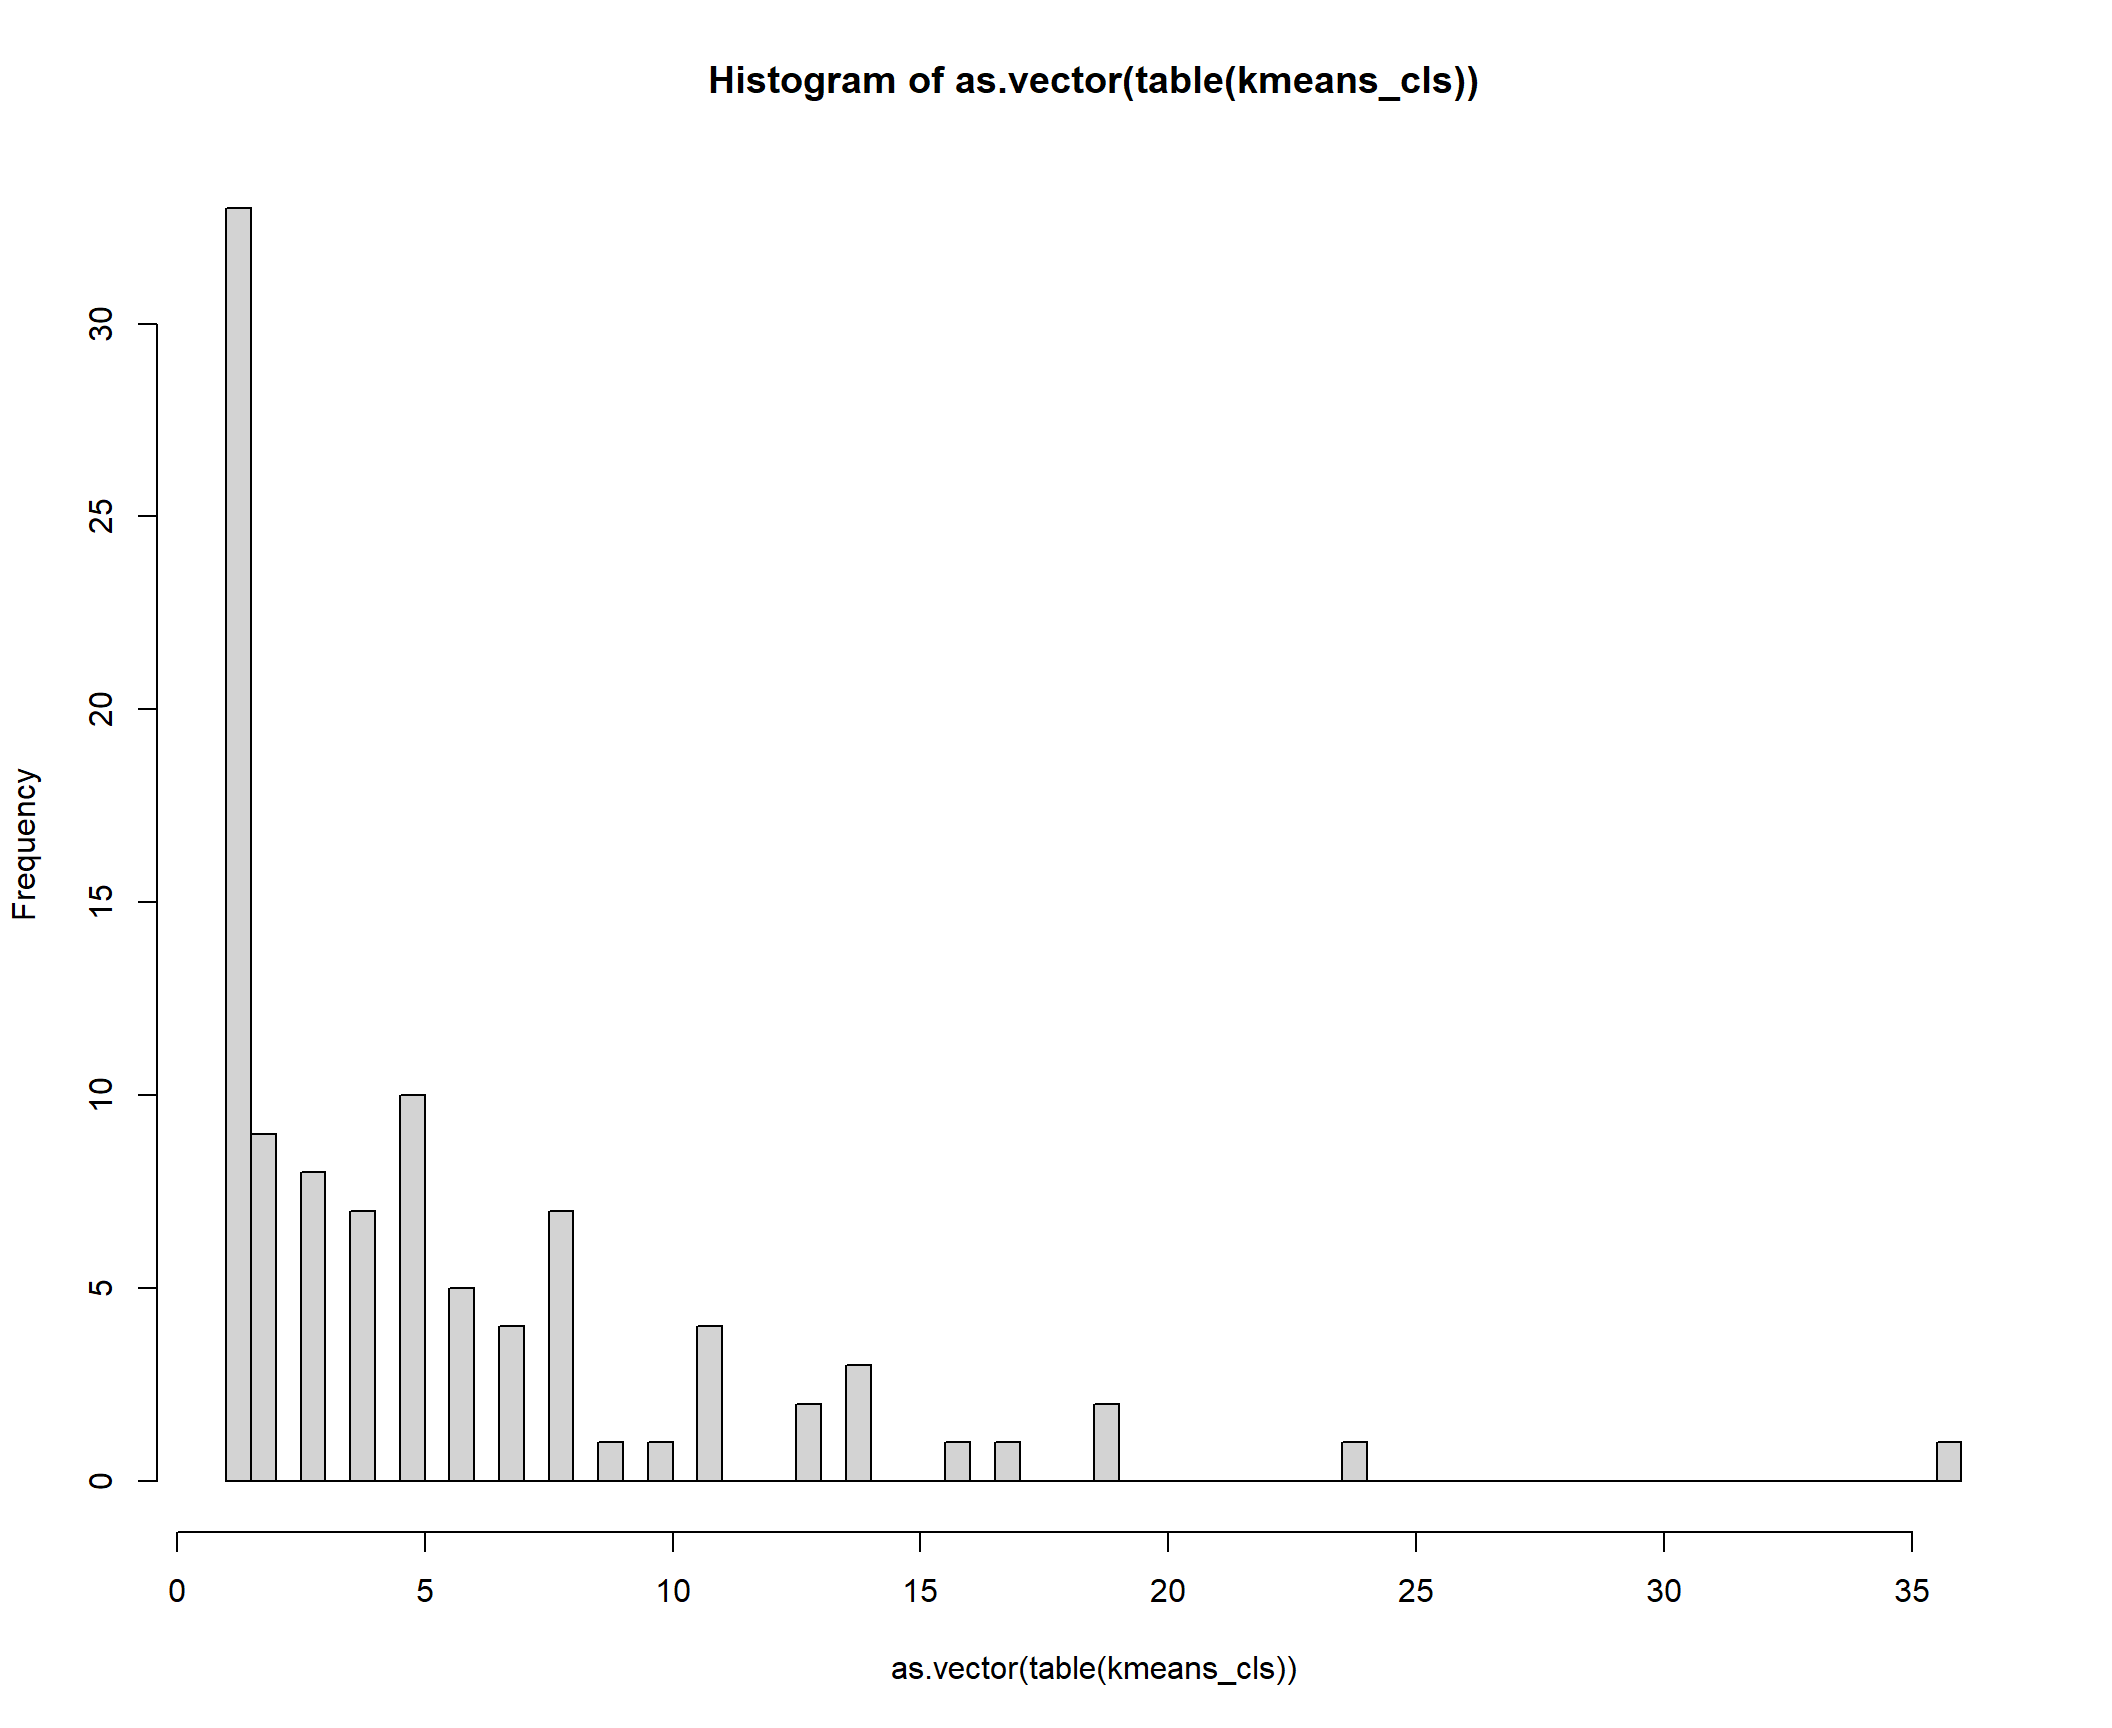 Histogram of as.vector(table(kmeans_cls))
Frequency
30
25
20
15
10
5
0
0 5 10 15 20 25 30 35
as.vector(table(kmeans_cls))